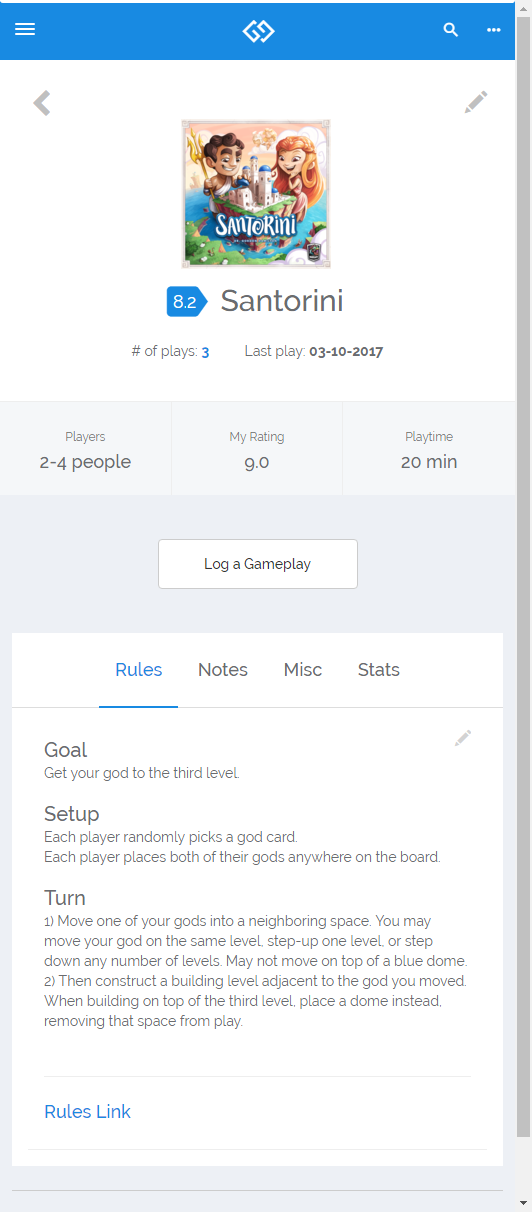 SANTORINI
8.2 Santorini
# of plays: 3 Last play: 03-10-2017
Players My Rating Playtime
2-4 people 9.0 20 min
Log a Gameplay
Rules Notes Misc Stats
Goal
Get your god to the third level.
Setup
Each player randomly picks a god card.
Each player places both of their gods anywhere on the board.
Turn
1) Move one of your gods into a neighboring space. You may
move your god on the same level, step-up one level, or step
down any number of levels. May not move on top of a blue dome.
2) Then construct a building level adjacent to the god you moved.
When building on top of the third level, place a dome instead,
removing that space from play.
Rules Link